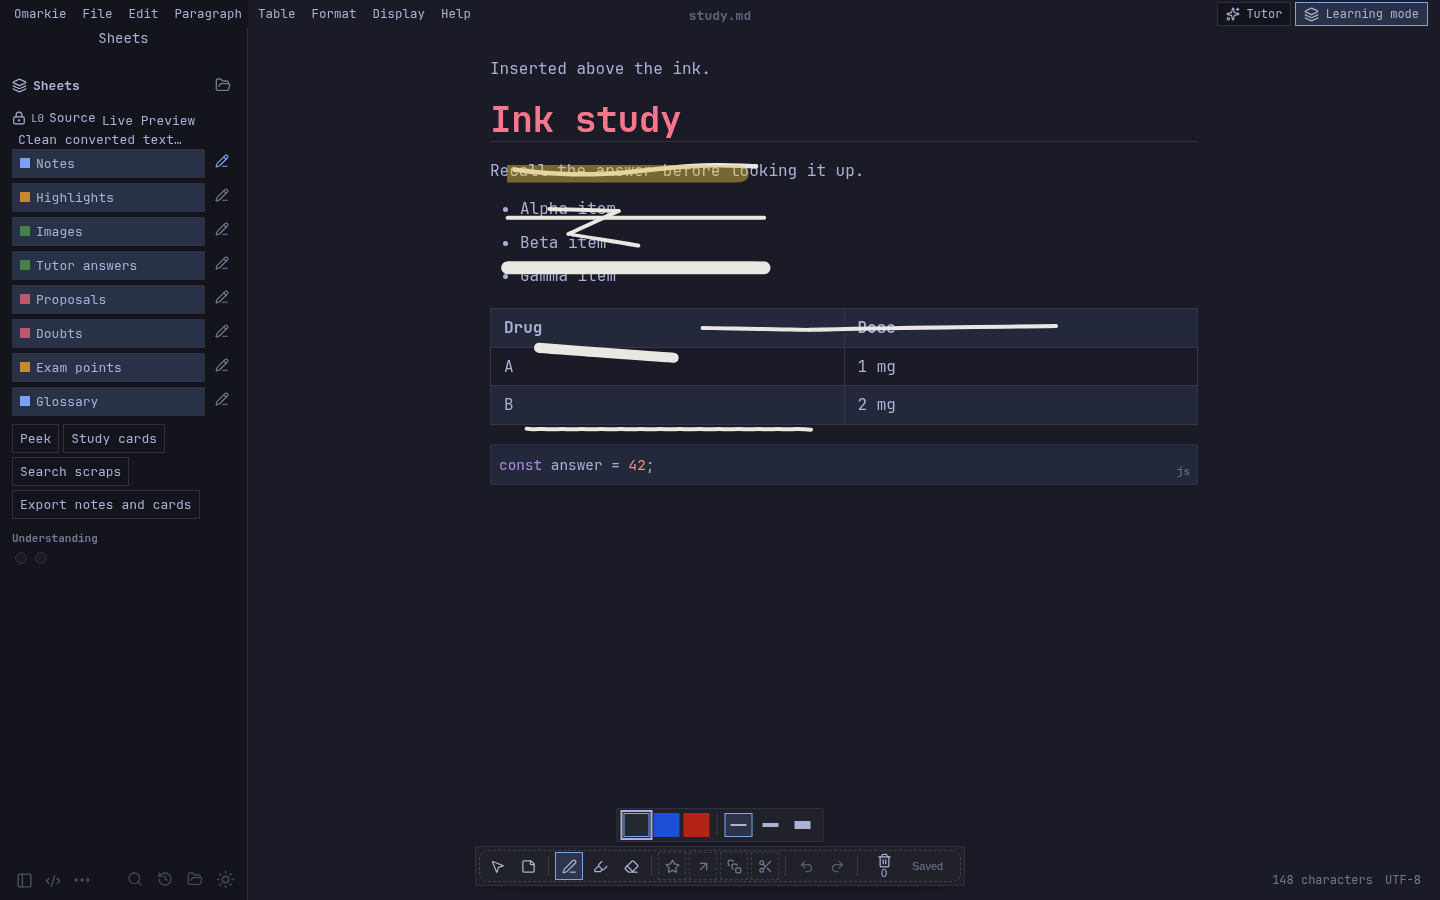 Omarkie File Edit Paragraph Table Format Display Help
study.md
Tutor
Learning mode
Sheets
Sheets
L0 Source Live Preview
Clean converted text…
Notes
Highlights
Images
Tutor answers
Proposals
Doubts
Exam points
Glossary
Peek
Study cards
Search scraps
Export notes and cards
Understanding
Inserted above the ink.
Ink study
Recall the answer before looking it up.
Alpha item
Beta item
Gamma item
Drug Dose
A 1 mg
B 2 mg
const answer = 42;
js
0
Saved
148 characters UTF-8